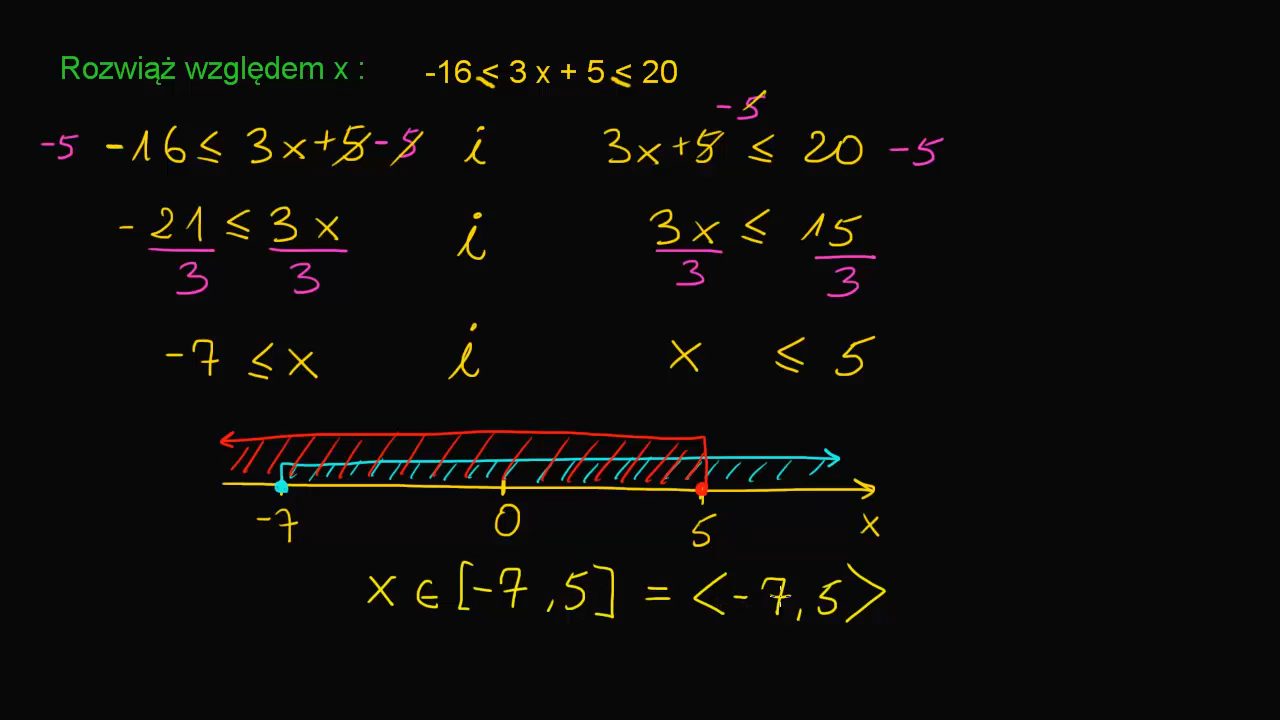 Rozwiąż względem x : -16 ≤ 3 x + 5 ≤ 20
-5 -16 ≤ 3x+5-5 i 3x+5-5 ≤ 20 -5
-21/3 ≤ 3x/3 i 3x/3 ≤ 15/3
-7 ≤ x i x ≤ 5
-7 0 5 x
x ∈ [-7,5] = <-7,5>